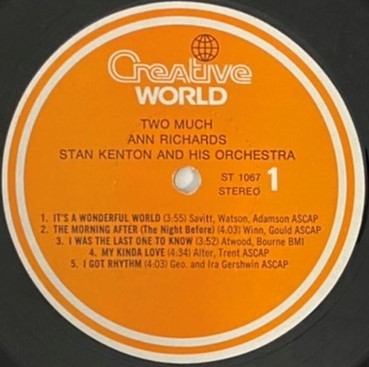 Creative
WORLD
TWO MUCH
ANN RICHARDS
STAN KENTON AND HIS ORCHESTRA
ST 1067 1
STEREO
1. IT'S A WONDERFUL WORLD (3:55) Savitt, Watson, Adamson ASCAP
2. THE MORNING AFTER (The Night Before) (4:03) Winn, Gould ASCAP
3. I WAS THE LAST ONE TO KNOW (3:52) Atwood, Bourne BMI
4. MY KINDA LOVE (4:34) Alter, Trent ASCAP
5. I GOT RHYTHM (4:03) Geo. and Ira Gershwin ASCAP